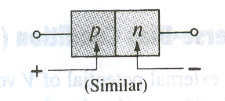 p n
+ −
(Similar)